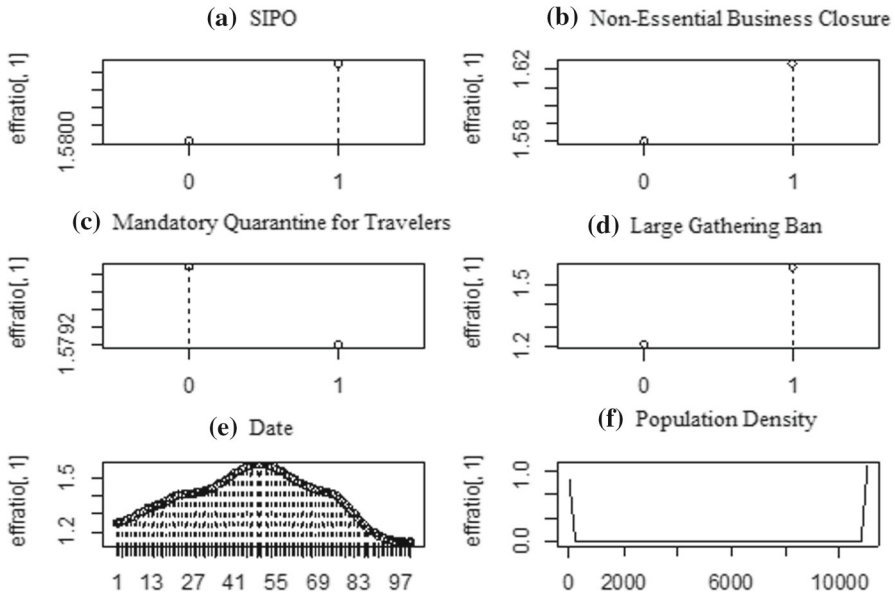 (a) SIPO
effratio[, 1]
1.5800
0 1
(b) Non-Essential Business Closure
effratio[, 1]
1.62
1.58
0 1
(c) Mandatory Quarantine for Travelers
effratio[, 1]
1.5792
0 1
(d) Large Gathering Ban
effratio[, 1]
1.5
1.2
0 1
(e) Date
effratio[, 1]
1.5
1.2
1 13 27 41 55 69 83 97
(f) Population Density
effratio[, 1]
1.0
0.0
0 2000 6000 10000